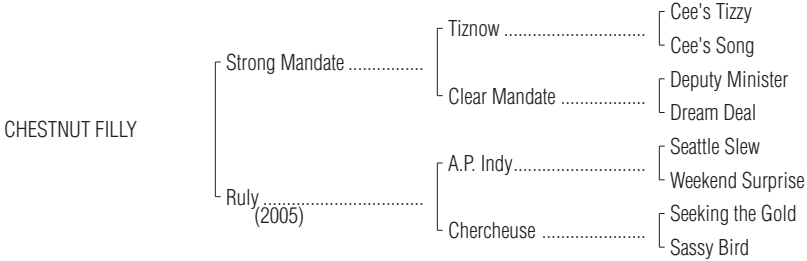 Cee's Tizzy
Tiznow ..............................
Cee's Song
Strong Mandate ................
Deputy Minister
Clear Mandate ..................
Dream Deal
CHESTNUT FILLY
Seattle Slew
A.P. Indy............................
Weekend Surprise
Ruly ..................................
(2005)
Seeking the Gold
Chercheuse ......................
Sassy Bird